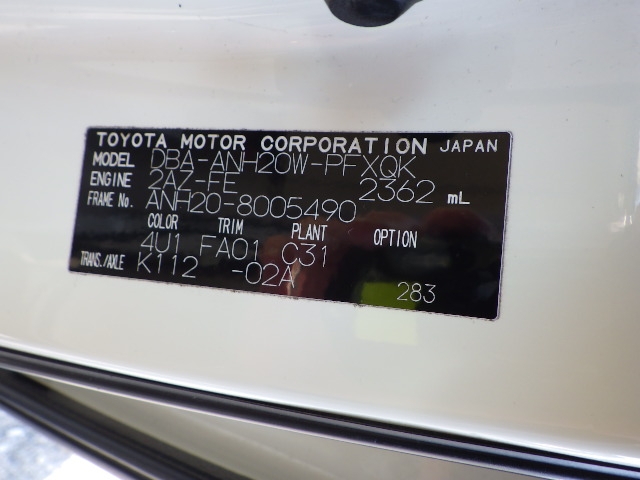 TOYOTA MOTOR CORPORATION JAPAN
MODEL DBA-ANH20W-PFXQK
ENGINE 2AZ-FE 2362 mL
FRAME No. ANH20-8005490
COLOR TRIM PLANT OPTION
4U1 FA01 C31
TRANS./AXLE K112 -02A
283